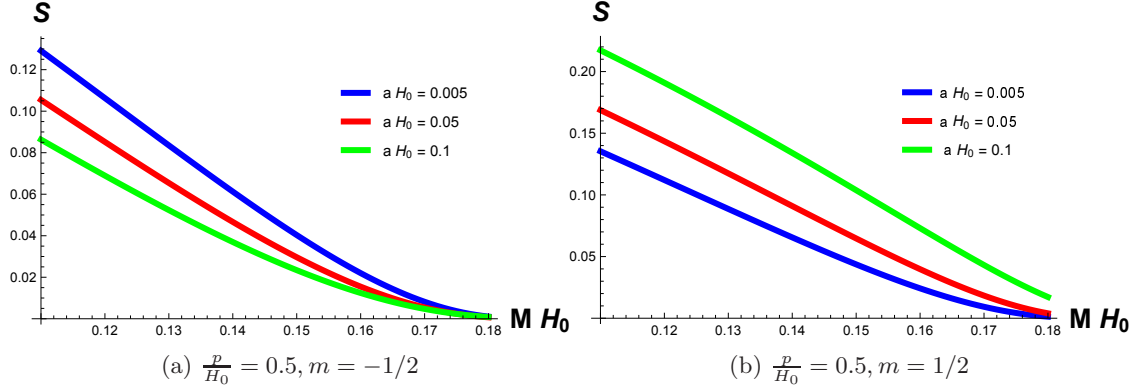 S
0.12
0.10
0.08
0.06
0.04
0.02
0.12 0.13 0.14 0.15 0.16 0.17 0.18
M H₀
a H₀ = 0.005
a H₀ = 0.05
a H₀ = 0.1
(a) p/H₀ = 0.5, m = −1/2
S
0.20
0.15
0.10
0.05
0.12 0.13 0.14 0.15 0.16 0.17 0.18
M H₀
a H₀ = 0.005
a H₀ = 0.05
a H₀ = 0.1
(b) p/H₀ = 0.5, m = 1/2